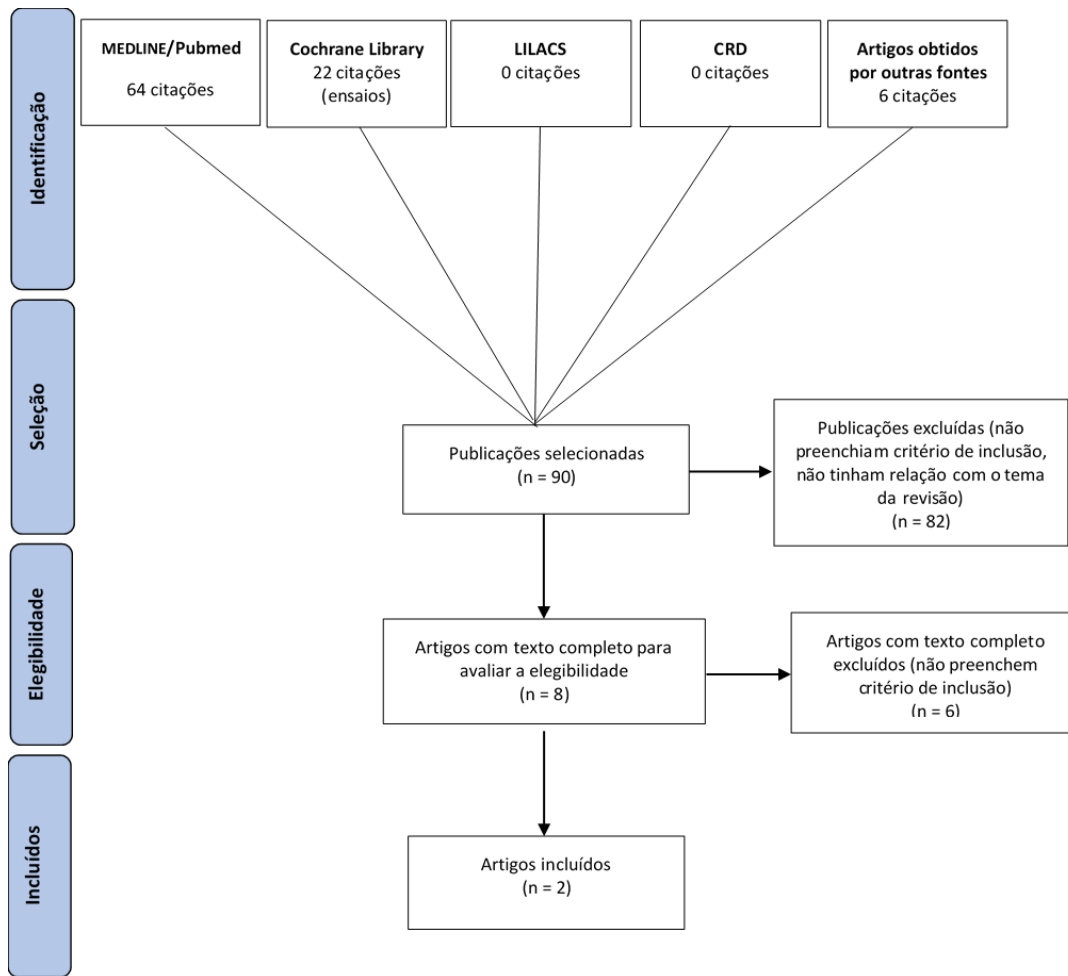 Identificação
MEDLINE/Pubmed
64 citações
Cochrane Library
22 citações
(ensaios)
LILACS
0 citações
CRD
0 citações
Artigos obtidos
por outras fontes
6 citações
Seleção
Publicações selecionadas
(n = 90)
Publicações excluídas (não
preenchiam critério de inclusão,
não tinham relação com o tema
da revisão)
(n = 82)
Elegibilidade
Artigos com texto completo para
avaliar a elegibilidade
(n = 8)
Artigos com texto completo
excluídos (não preenchem
critério de inclusão)
(n = 6)
Incluídos
Artigos incluídos
(n = 2)